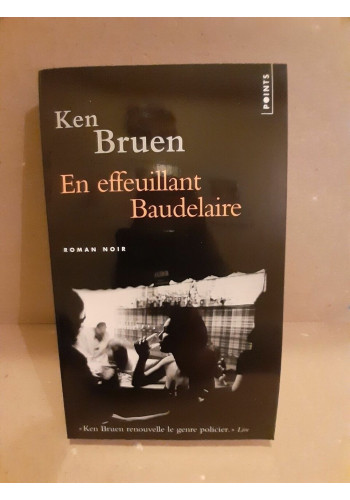 POINTS
Ken
Bruen
En effeuillant
Baudelaire
ROMAN NOIR
«Ken Bruen renouvelle le genre policier.» Lire